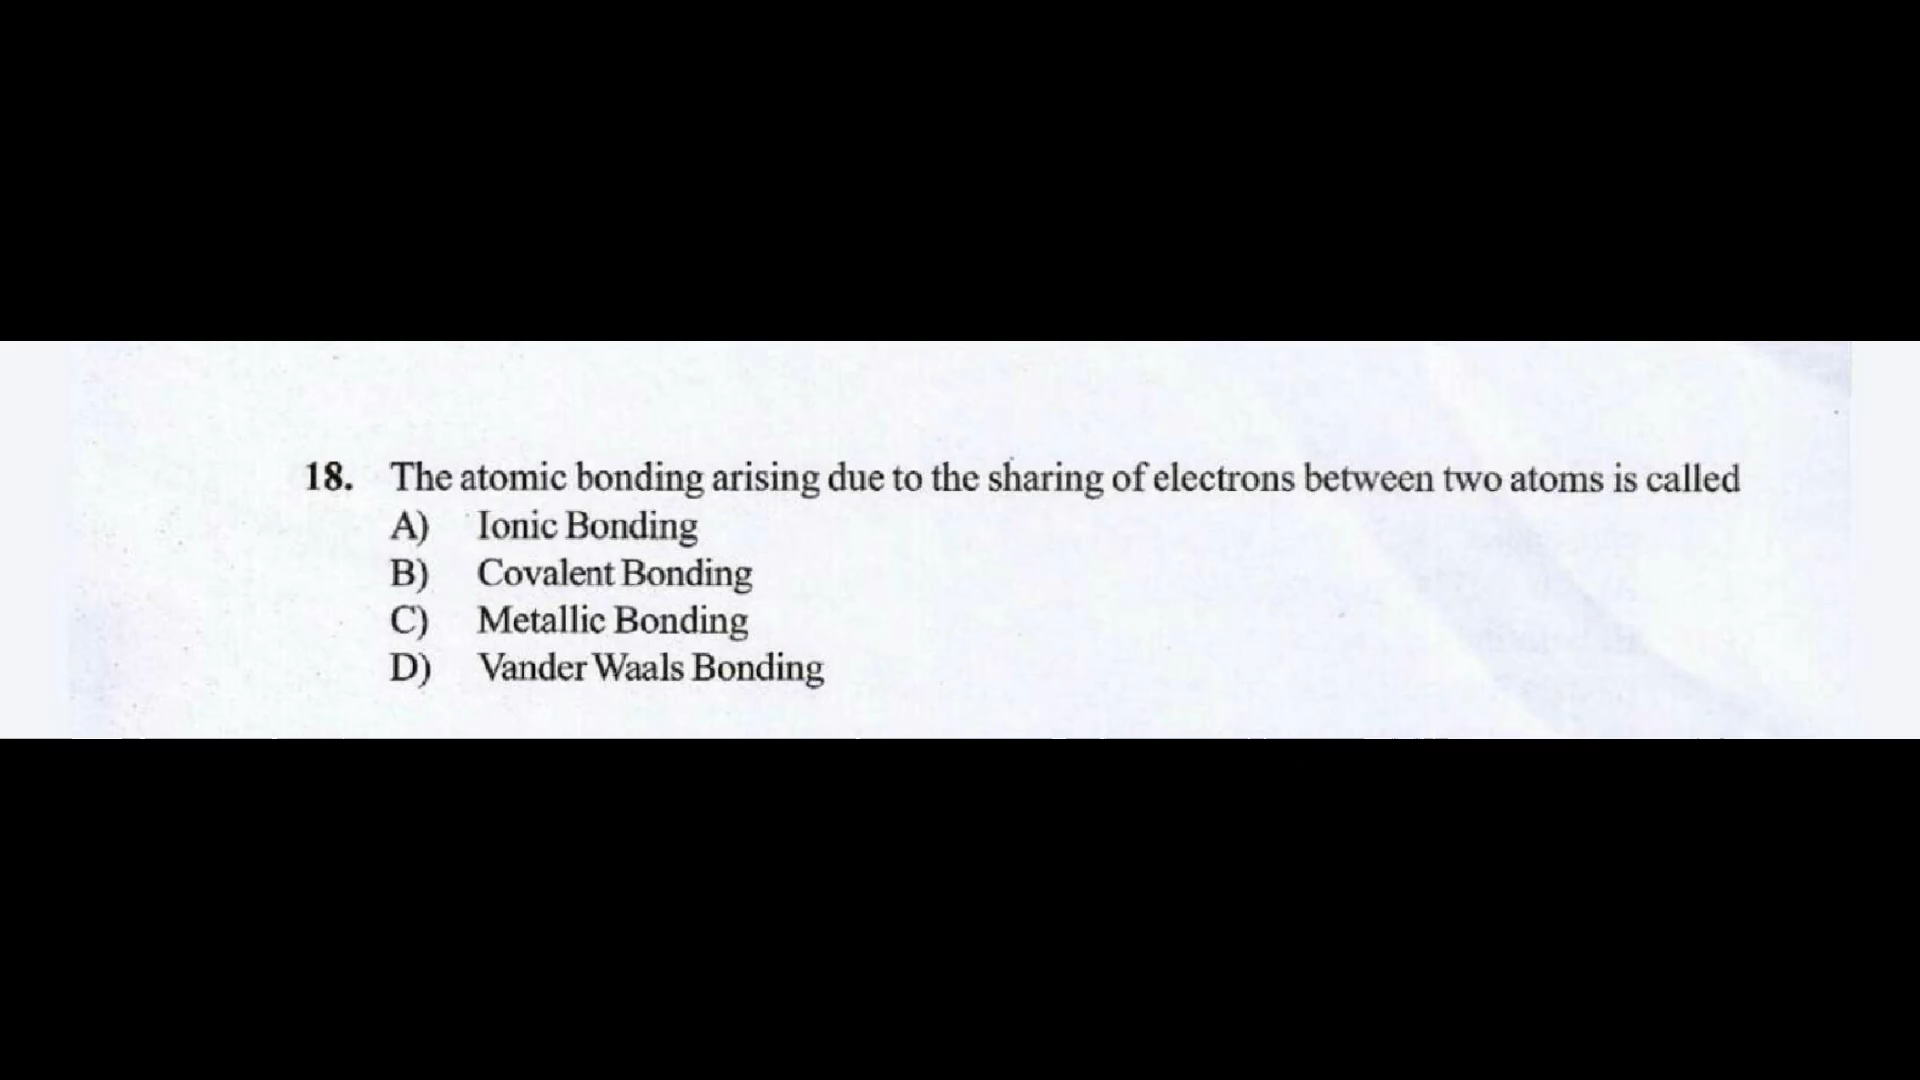 18. The atomic bonding arising due to the sharing of electrons between two atoms is called
A) Ionic Bonding
B) Covalent Bonding
C) Metallic Bonding
D) Vander Waals Bonding